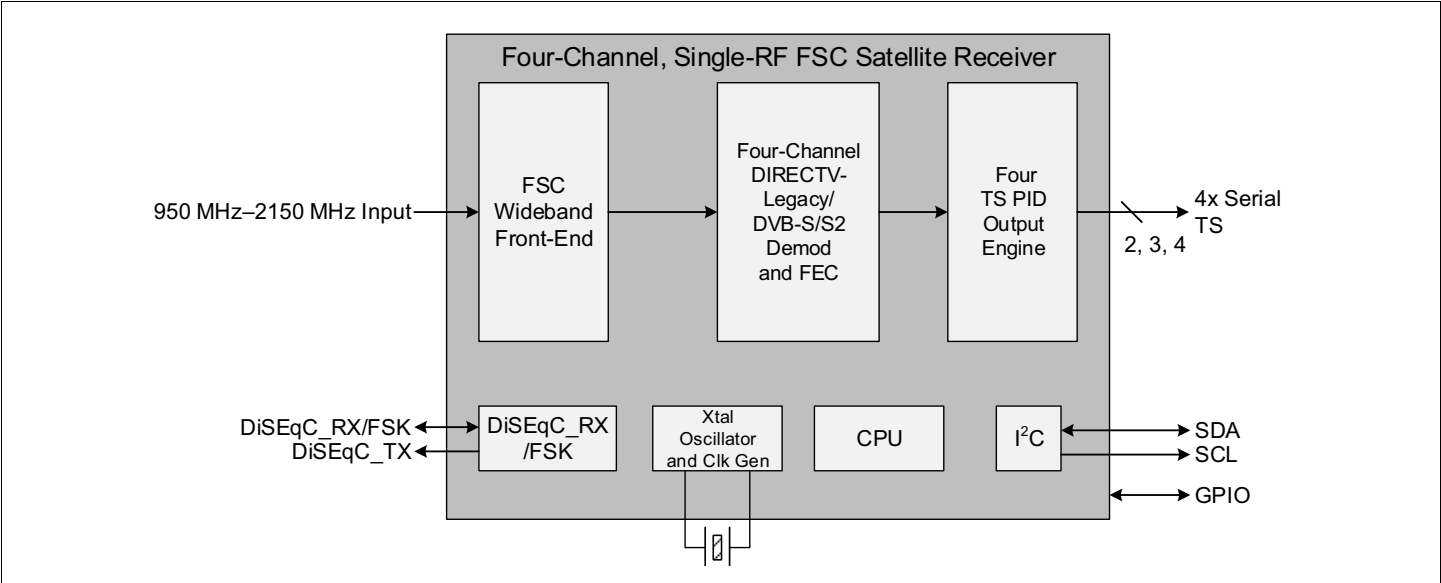 Four-Channel, Single-RF FSC Satellite Receiver
950 MHz–2150 MHz Input
FSC
Wideband
Front-End
Four-Channel
DIRECTV-
Legacy/
DVB-S/S2
Demod
and FEC
Four
TS PID
Output
Engine
4x Serial
TS
2, 3, 4
DiSEqC_RX/FSK
DiSEqC_TX
DiSEqC_RX
/FSK
Xtal
Oscillator
and Clk Gen
CPU
I²C
SDA
SCL
GPIO